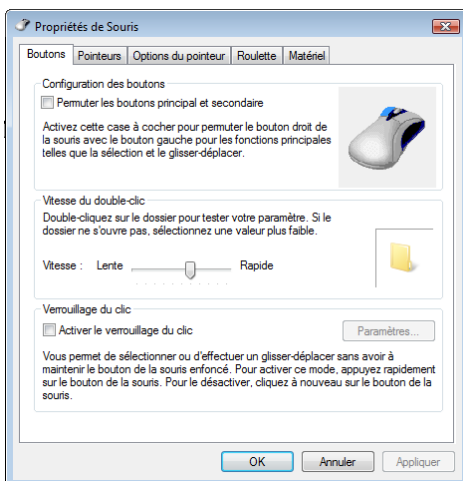 Propriétés de Souris
Boutons Pointeurs Options du pointeur Roulette Matériel
Configuration des boutons
Permuter les boutons principal et secondaire
Activez cette case à cocher pour permuter le bouton droit de
la souris avec le bouton gauche pour les fonctions principales
telles que la sélection et le glisser-déplacer.
Vitesse du double-clic
Double-cliquez sur le dossier pour tester votre paramètre. Si le
dossier ne s'ouvre pas, sélectionnez une valeur plus faible.
Vitesse : Lente Rapide
Verrouillage du clic
Activer le verrouillage du clic Paramètres...
Vous permet de sélectionner ou d'effectuer un glisser-déplacer sans avoir à
maintenir le bouton de la souris enfoncé. Pour activer ce mode, appuyez rapidement
sur le bouton de la souris. Pour le désactiver, cliquez à nouveau sur le bouton de la
souris.
OK Annuler Appliquer